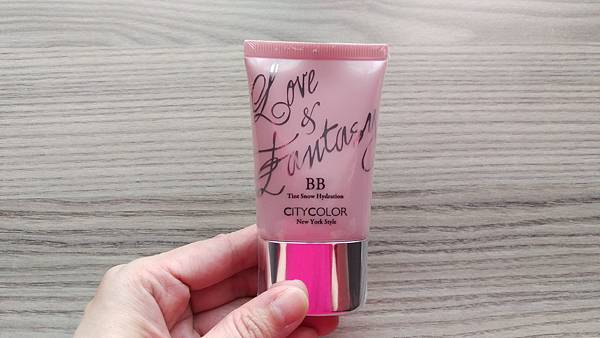 Love
&
Fantasy
BB
Tint Snow Hydration
CITYCOLOR
New York Style